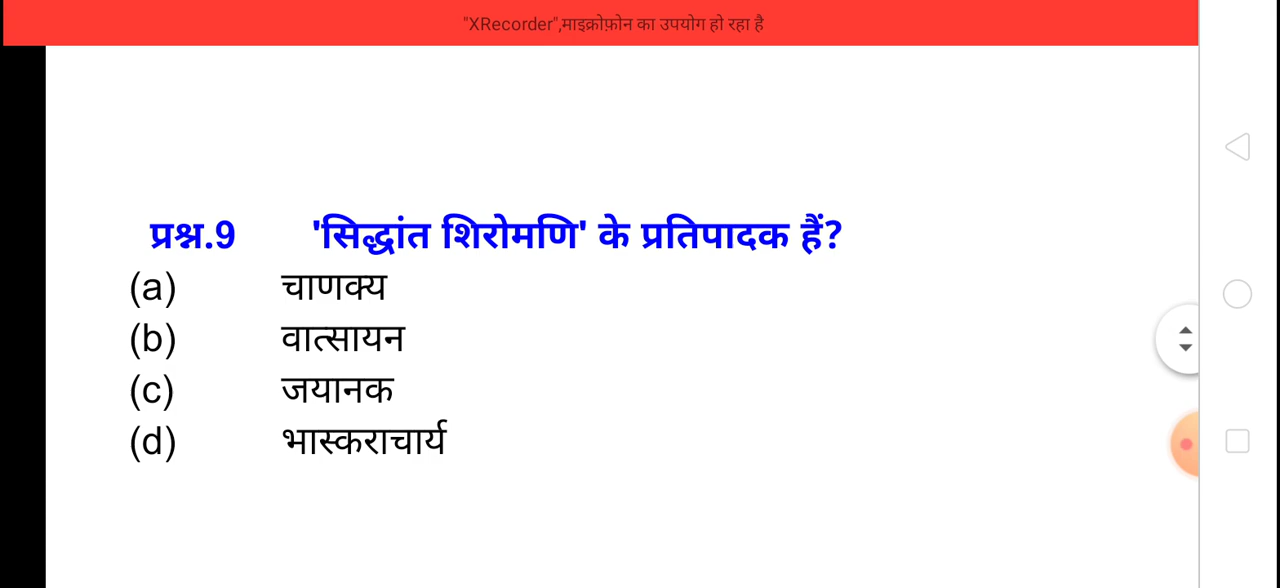 "XRecorder",माइक्रोफ़ोन का उपयोग हो रहा है
प्रश्न.9 'सिद्धांत शिरोमणि' के प्रतिपादक हैं?
(a) चाणक्य
(b) वात्सायन
(c) जयानक
(d) भास्कराचार्य